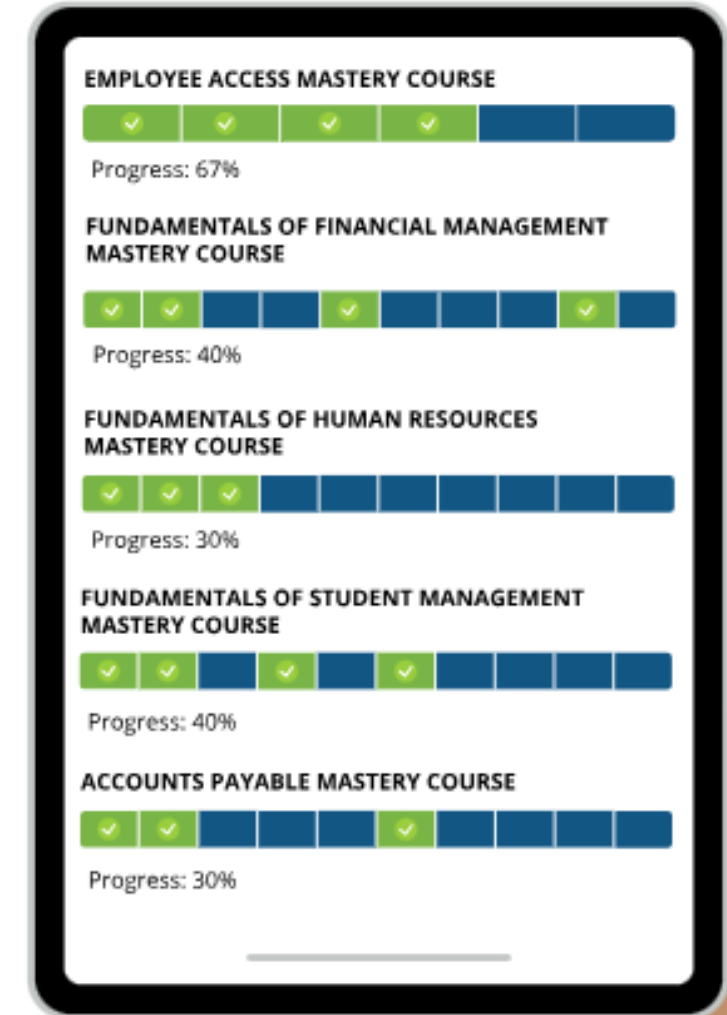 EMPLOYEE ACCESS MASTERY COURSE
Progress: 67%
FUNDAMENTALS OF FINANCIAL MANAGEMENT
MASTERY COURSE
Progress: 40%
FUNDAMENTALS OF HUMAN RESOURCES
MASTERY COURSE
Progress: 30%
FUNDAMENTALS OF STUDENT MANAGEMENT
MASTERY COURSE
Progress: 40%
ACCOUNTS PAYABLE MASTERY COURSE
Progress: 30%